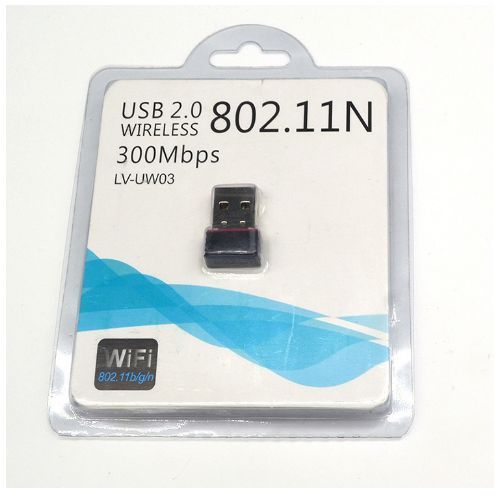 USB 2.0
WIRELESS
802.11N
300Mbps
LV-UW03
WiFi
802.11b/g/n